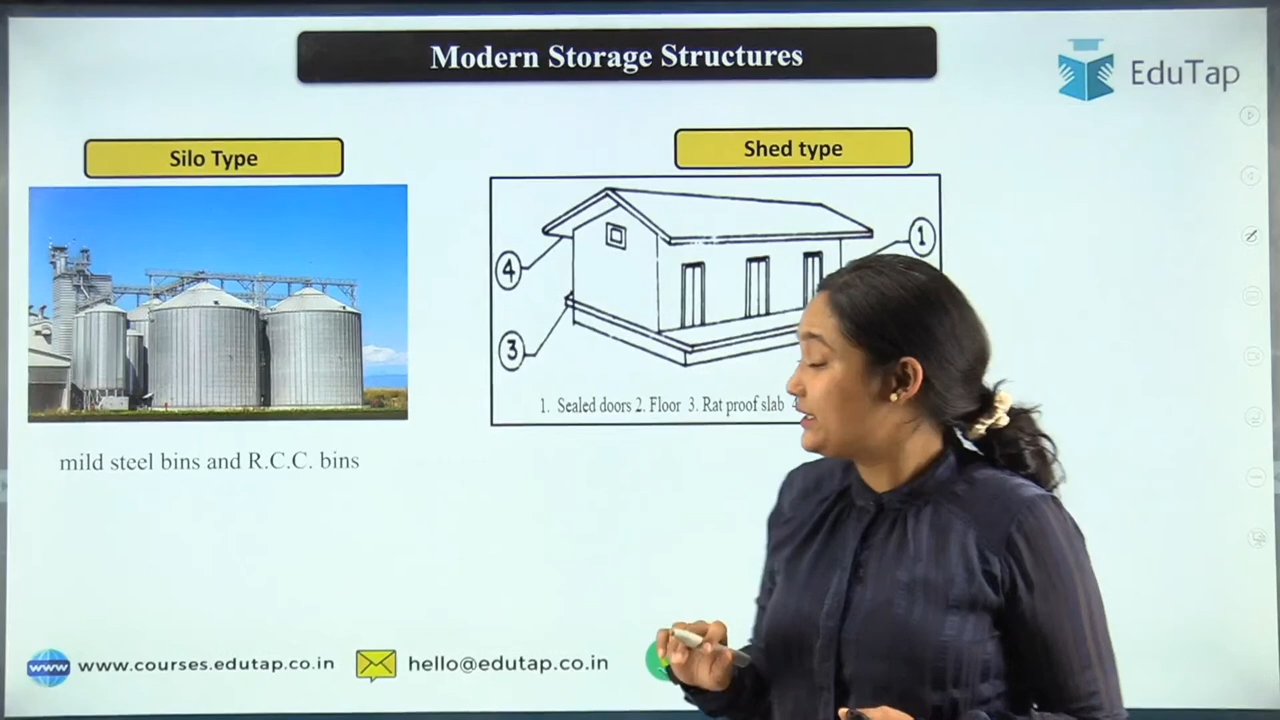 Modern Storage Structures
EduTap
Silo Type
Shed type
1
4
3
1. Sealed doors 2. Floor 3. Rat proof slab
mild steel bins and R.C.C. bins
www
www.courses.edutap.co.in
hello@edutap.co.in